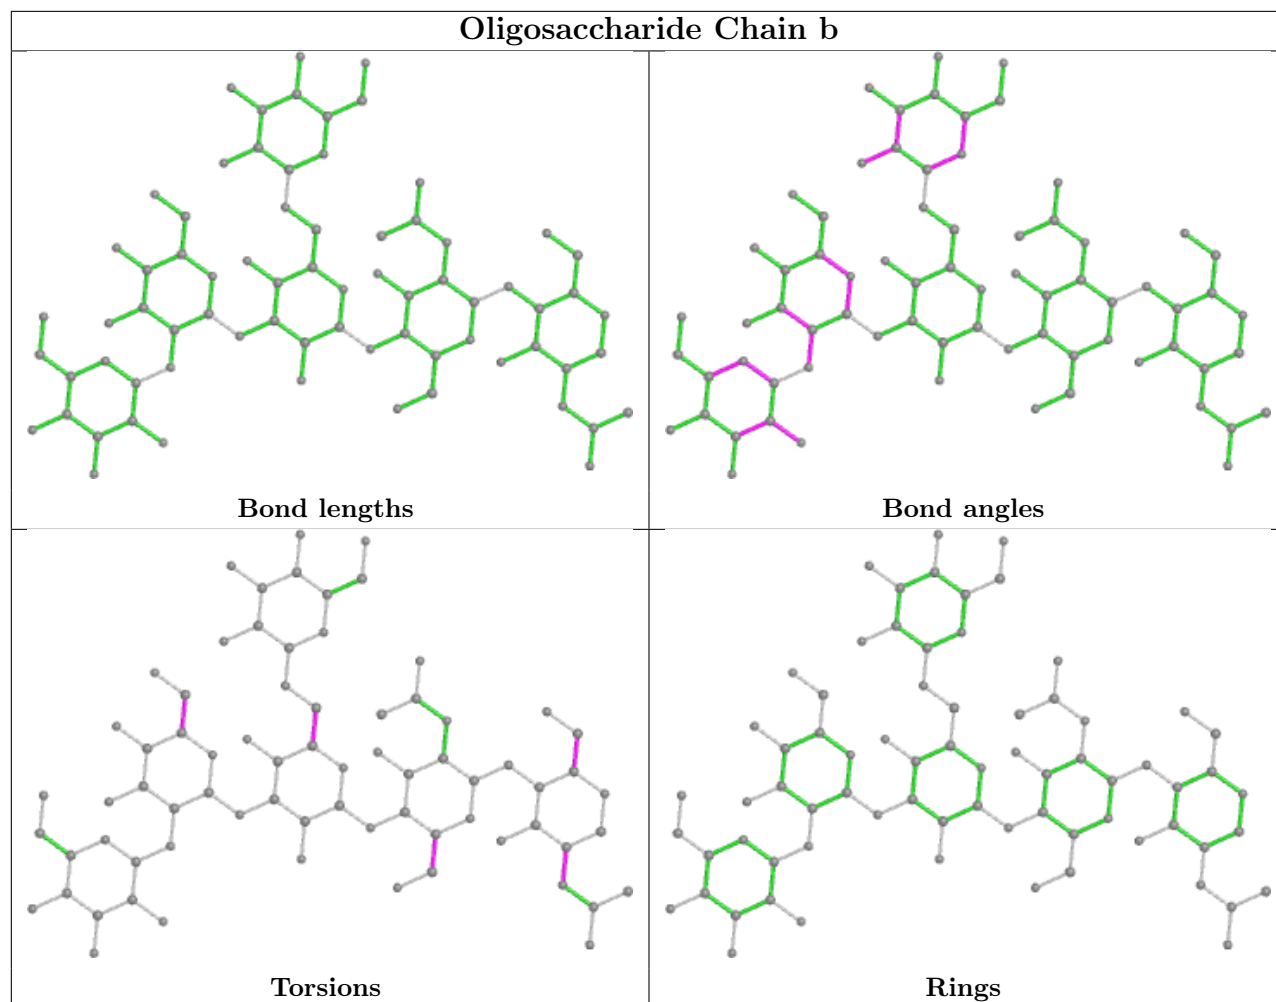 Oligosaccharide Chain b
Bond lengths
Bond angles
Torsions
Rings